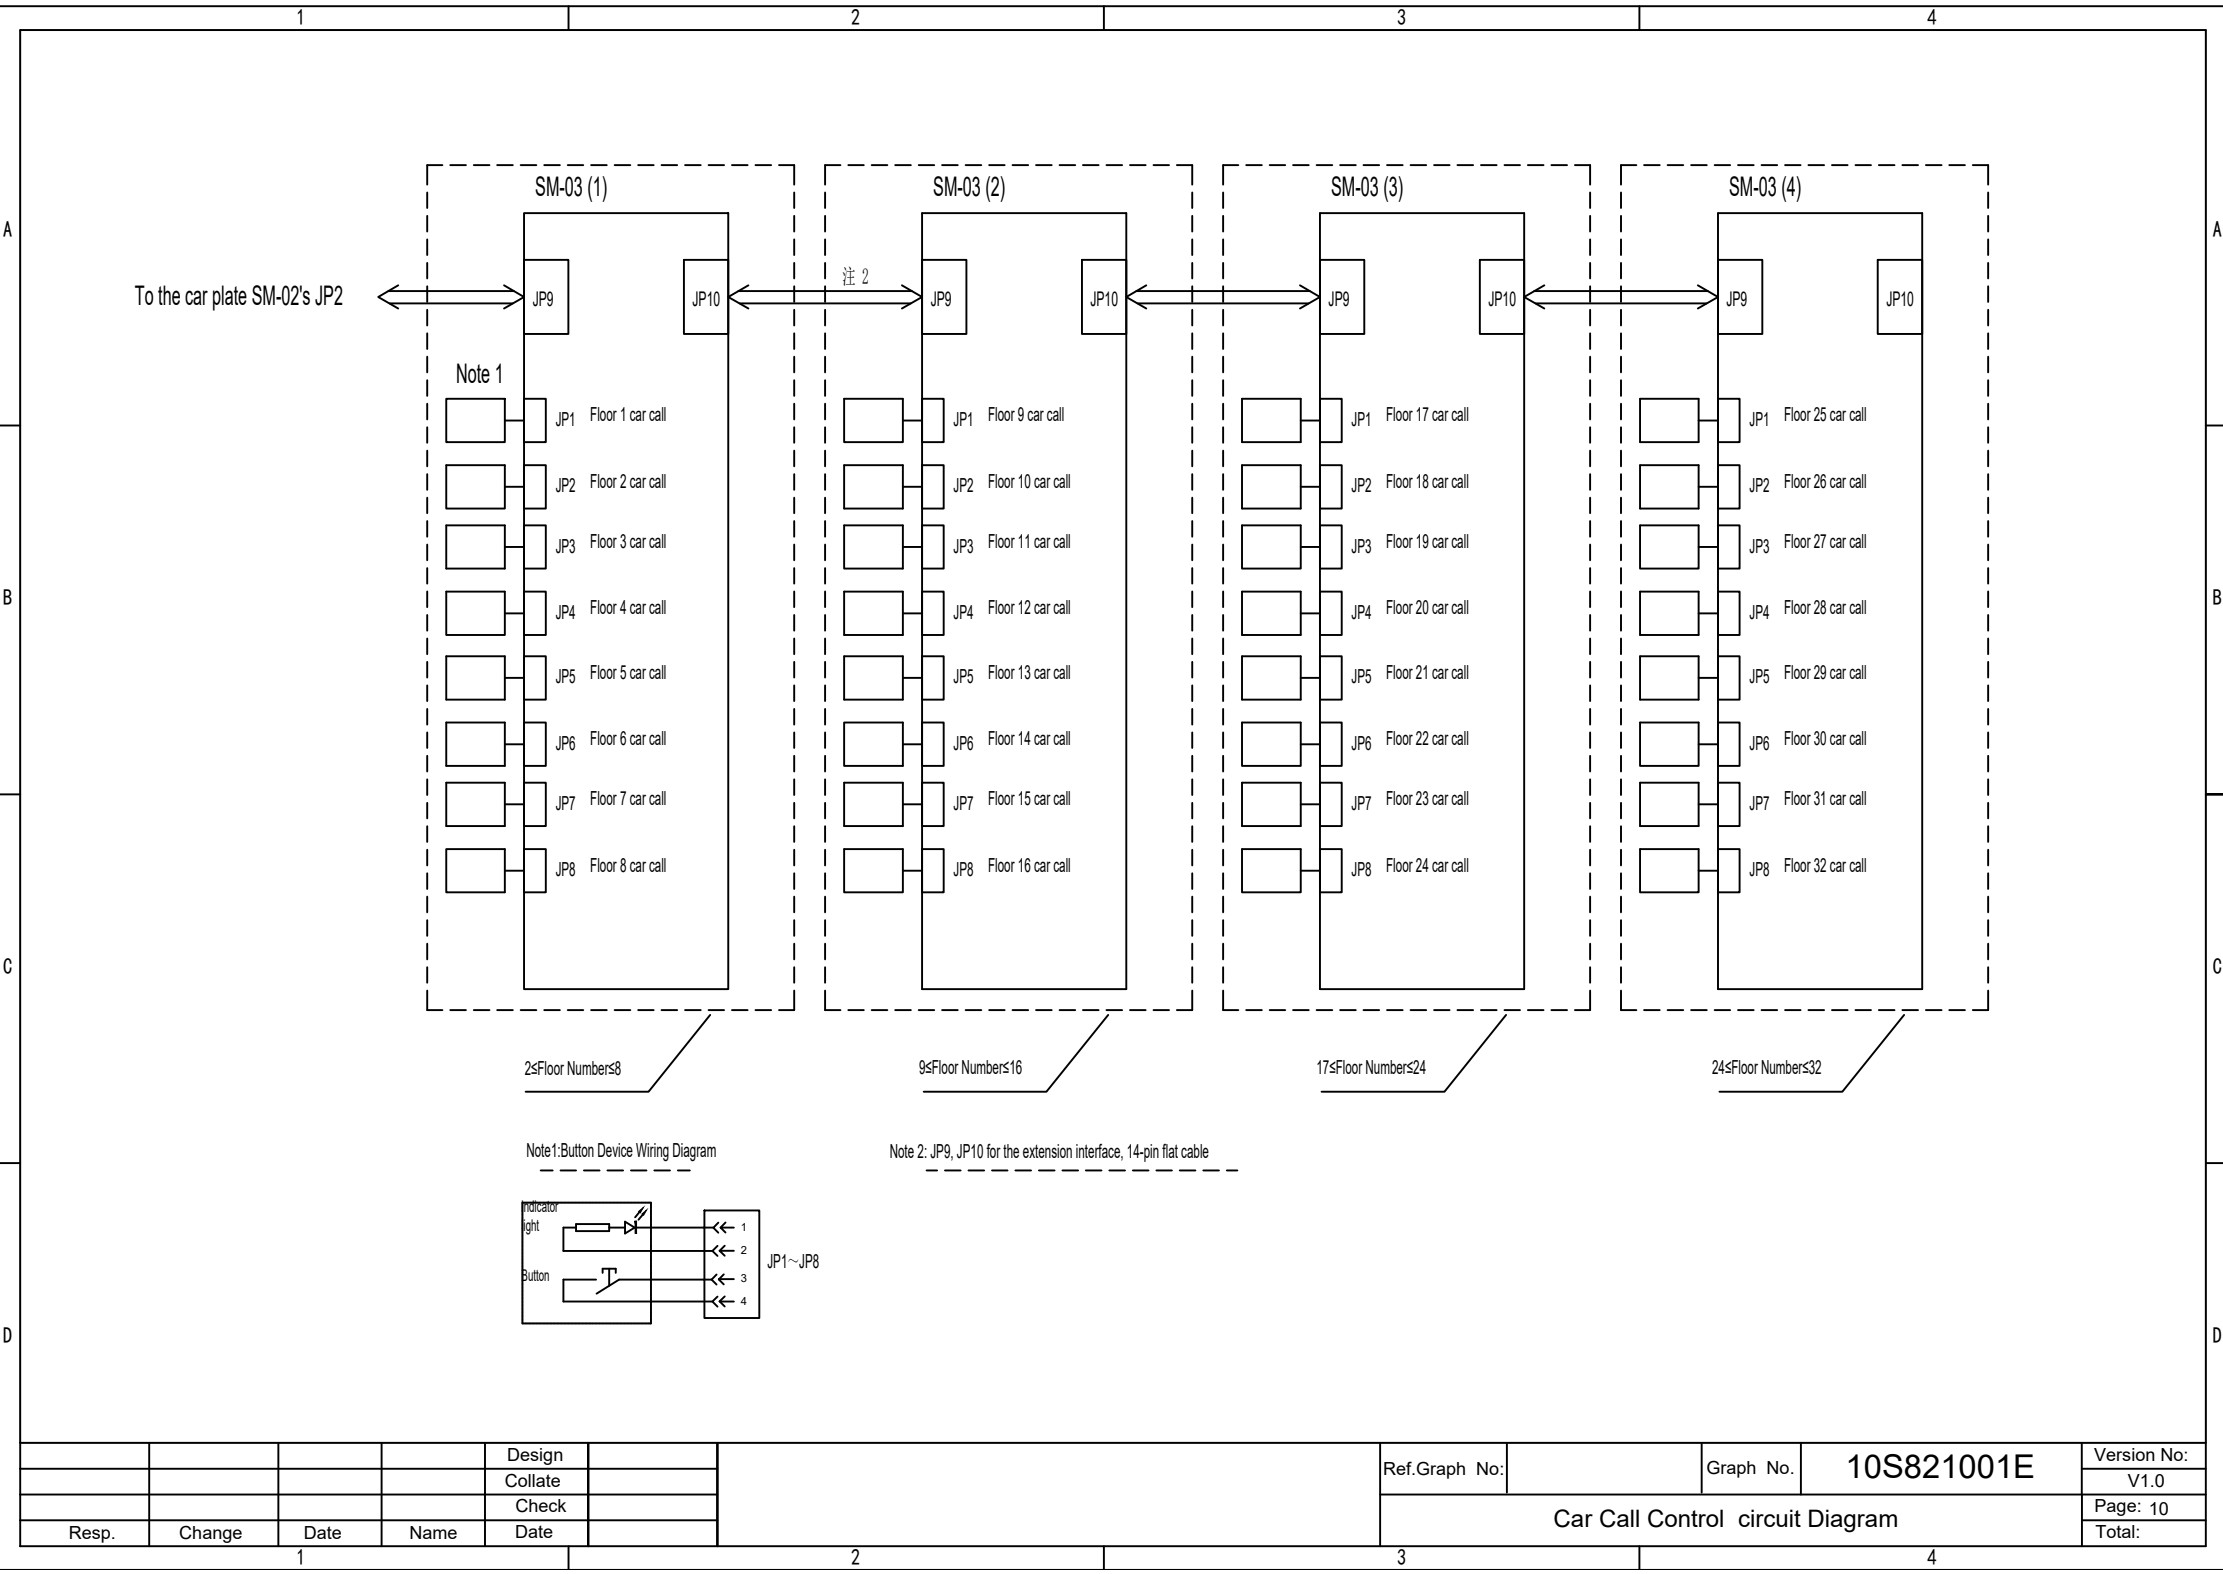 1 2 3 4
SM-03 (1) SM-03 (2) SM-03 (3) SM-03 (4)
A A
To the car plate SM-02's JP2 JP9 JP10 注 2 JP9 JP10 JP9 JP10 JP9 JP10
Note 1
JP1 Floor 1 car call JP1 Floor 9 car call JP1 Floor 17 car call JP1 Floor 25 car call
JP2 Floor 2 car call JP2 Floor 10 car call JP2 Floor 18 car call JP2 Floor 26 car call
JP3 Floor 3 car call JP3 Floor 11 car call JP3 Floor 19 car call JP3 Floor 27 car call
B B
JP4 Floor 4 car call JP4 Floor 12 car call JP4 Floor 20 car call JP4 Floor 28 car call
JP5 Floor 5 car call JP5 Floor 13 car call JP5 Floor 21 car call JP5 Floor 29 car call
JP6 Floor 6 car call JP6 Floor 14 car call JP6 Floor 22 car call JP6 Floor 30 car call
JP7 Floor 7 car call JP7 Floor 15 car call JP7 Floor 23 car call JP7 Floor 31 car call
JP8 Floor 8 car call JP8 Floor 16 car call JP8 Floor 24 car call JP8 Floor 32 car call
C C
2≤Floor Number≤8 9≤Floor Number≤16 17≤Floor Number≤24 24≤Floor Number≤32
Note1:Button Device Wiring Diagram Note 2: JP9, JP10 for the extension interface, 14-pin flat cable
Indicator
light 1
2
JP1~JP8
Button 3
4
D D
Design Ref.Graph No: Graph No. 10S821001E Version No:
Collate V1.0
Check Car Call Control circuit Diagram Page: 10
Resp. Change Date Name Date Total:
1 2 3 4